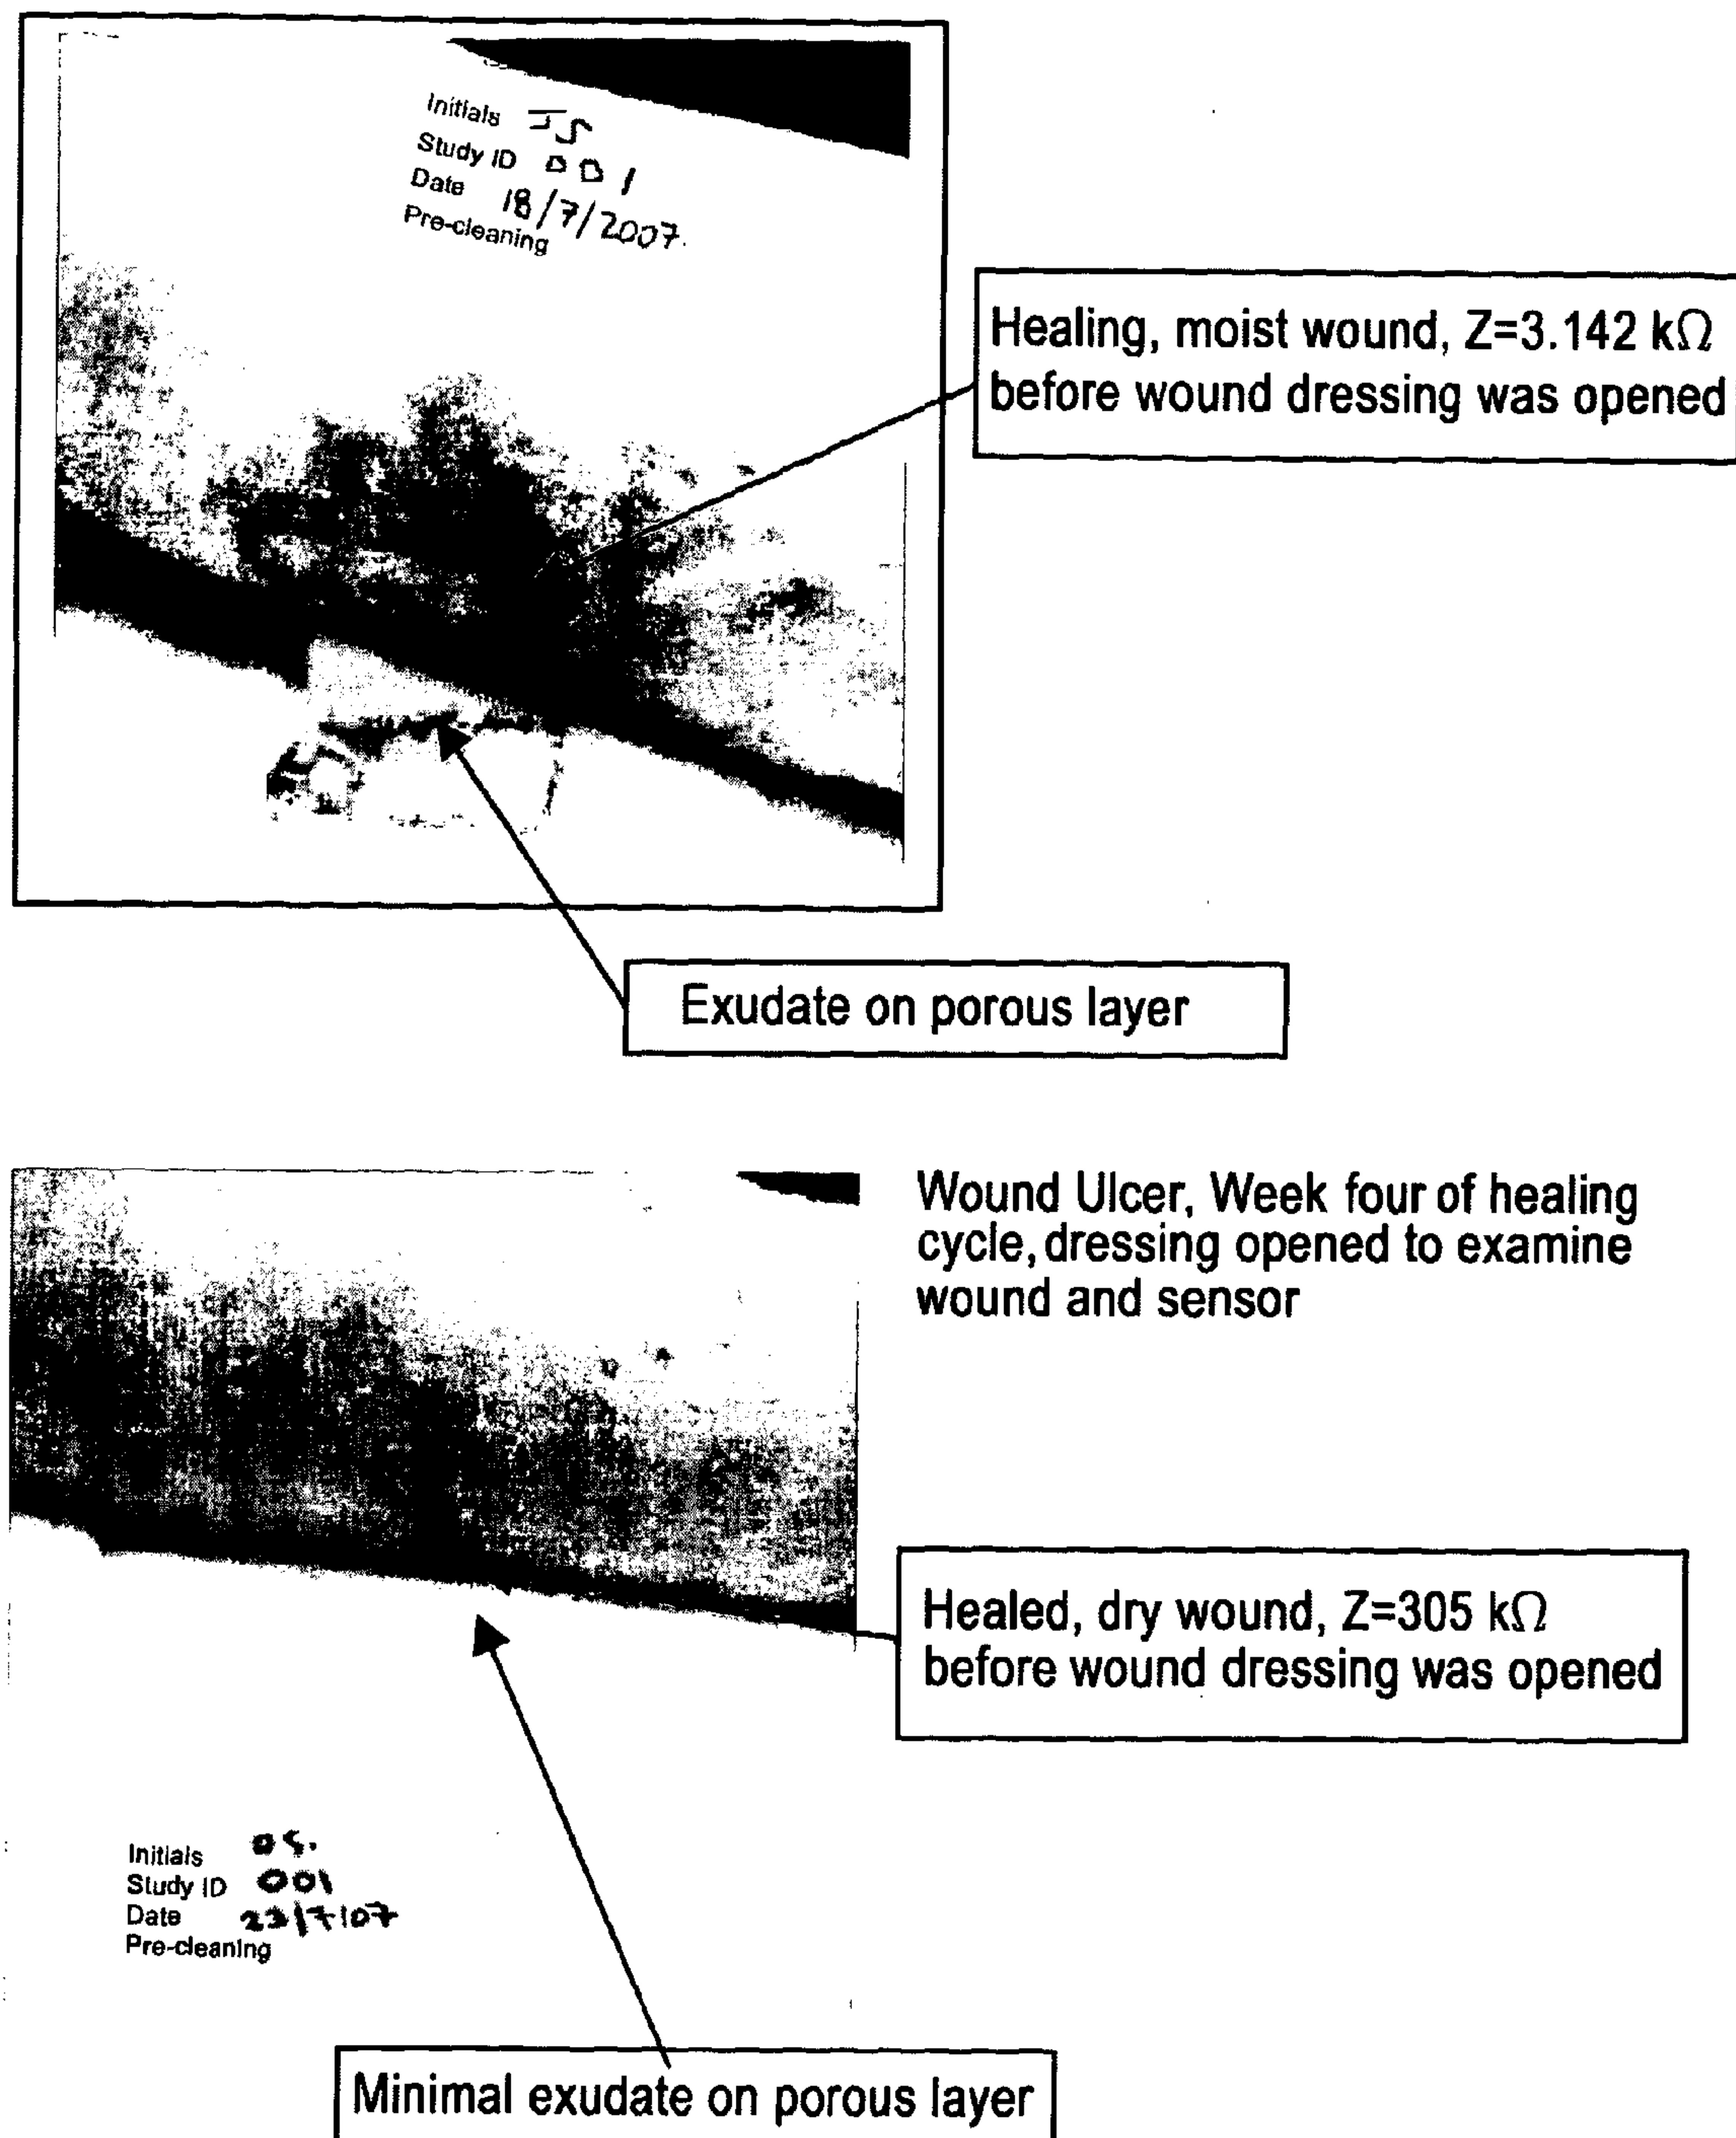 Initials
Study ID 001
Date 18/7/2007.
Pre-cleaning
Healing, moist wound, Z=3.142 kΩ
before wound dressing was opened
Exudate on porous layer
Wound Ulcer, Week four of healing
cycle, dressing opened to examine
wound and sensor
Healed, dry wound, Z=305 kΩ
before wound dressing was opened
Initials
Study ID 001
Date 23/7/07
Pre-cleaning
Minimal exudate on porous layer